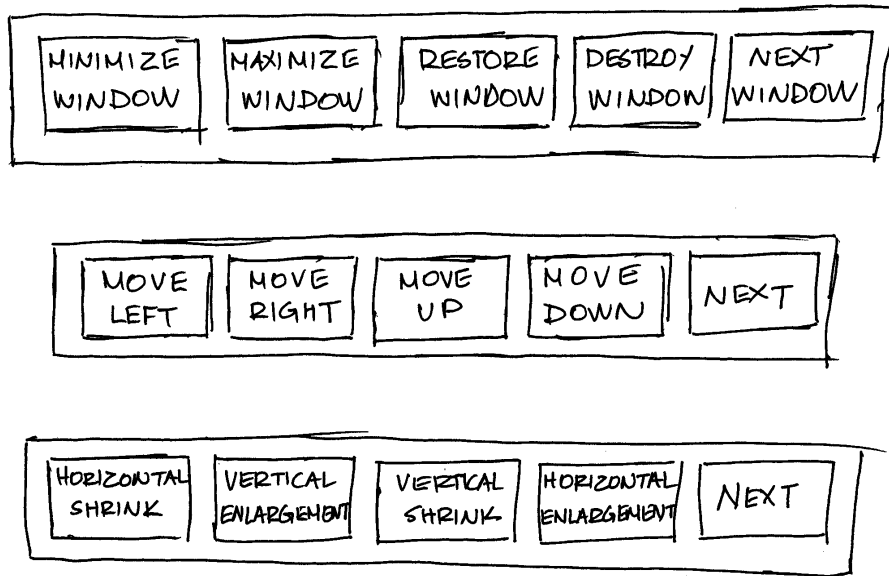 MINIMIZE
WINDOW
MAXIMIZE
WINDOW
RESTORE
WINDOW
DESTROY
WINDOW
NEXT
WINDOW
MOVE
LEFT
MOVE
RIGHT
MOVE
UP
MOVE
DOWN
NEXT
HORIZONTAL
SHRINK
VERTICAL
ENLARGEMENT
VERTICAL
SHRINK
HORIZONTAL
ENLARGEMENT
NEXT